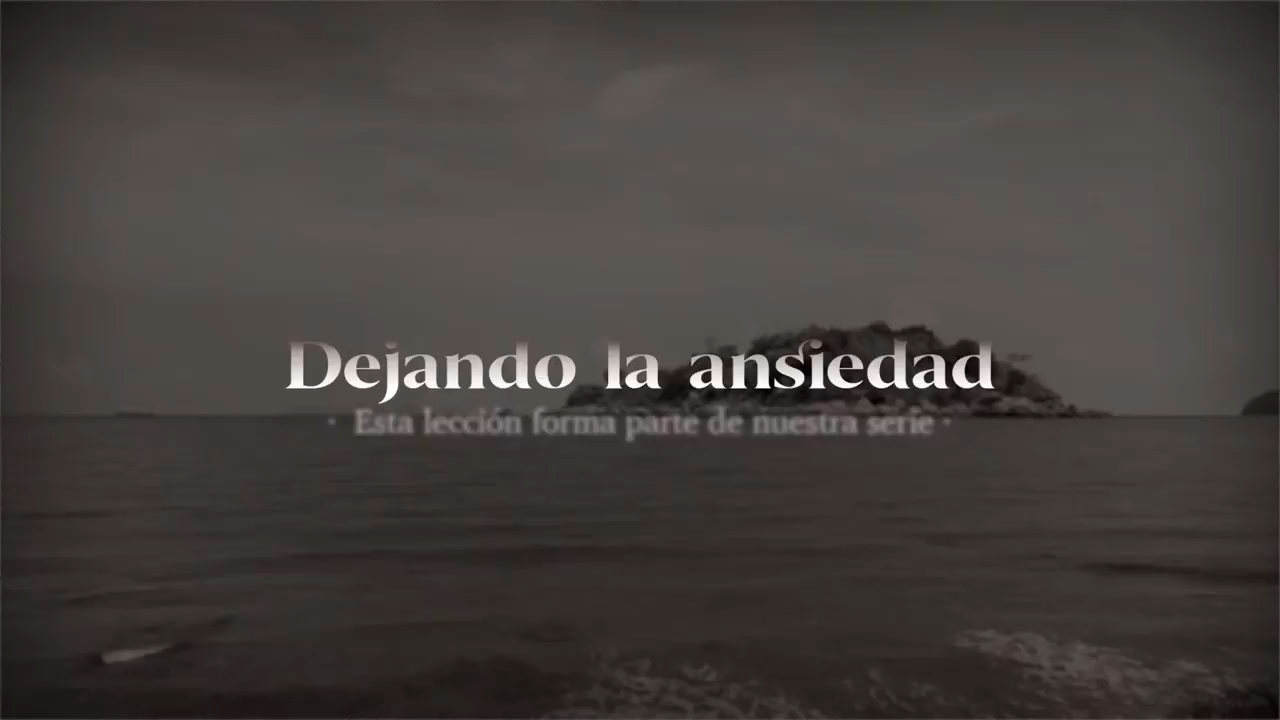 Dejando la ansiedad
· Esta lección forma parte de nuestra serie ·